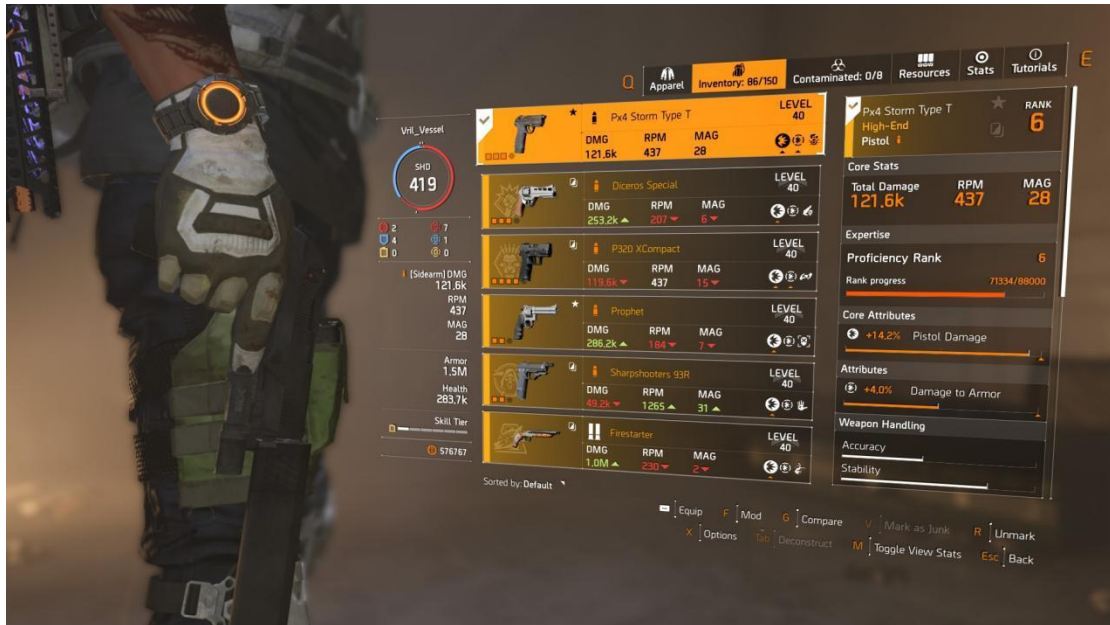 Q
Apparel
Inventory: 86/150
Contaminated: 0/8
Resources
Stats
Tutorials
E
Vril_Vessel
SHD
419
2 7
4 1
0 0
[Sidearm] DMG
121.6k
RPM
437
MAG
28
Armor
1.5M
Health
283.7k
Skill Tier
576767
Px4 Storm Type T
LEVEL
40
DMG RPM MAG
121.6k 437 28
Diceros Special
LEVEL
40
DMG RPM MAG
253.2k 207 6
P320 XCompact
LEVEL
40
DMG RPM MAG
119.6k 437 15
Prophet
LEVEL
40
DMG RPM MAG
286.2k 184 7
Sharpshooters 93R
LEVEL
40
DMG RPM MAG
49.2k 1265 31
Firestarter
LEVEL
40
DMG RPM MAG
1.0M 230 2
Sorted by: Default
Px4 Storm Type T
High-End
Pistol
RANK
6
Core Stats
Total Damage RPM MAG
121.6k 437 28
Expertise
Proficiency Rank 6
Rank progress 71334/88000
Core Attributes
+14.2% Pistol Damage
Attributes
+4.0% Damage to Armor
Weapon Handling
Accuracy
Stability
Equip F Mod G Compare V Mark as Junk R Unmark
X Options Tab Deconstruct M Toggle View Stats Esc Back